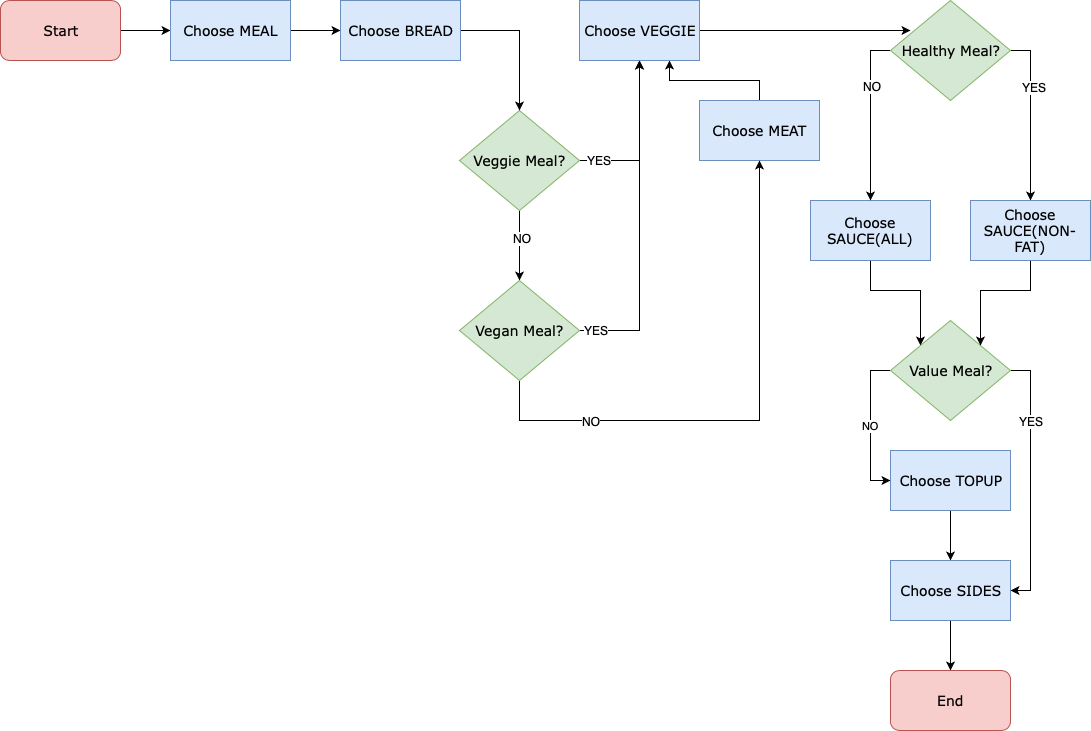 Start
Choose MEAL
Choose BREAD
Choose VEGGIE
Healthy Meal?
NO
YES
Choose MEAT
Veggie Meal?
YES
NO
Choose
SAUCE(ALL)
Choose
SAUCE(NON-
FAT)
Vegan Meal?
YES
NO
Value Meal?
NO
YES
Choose TOPUP
Choose SIDES
End